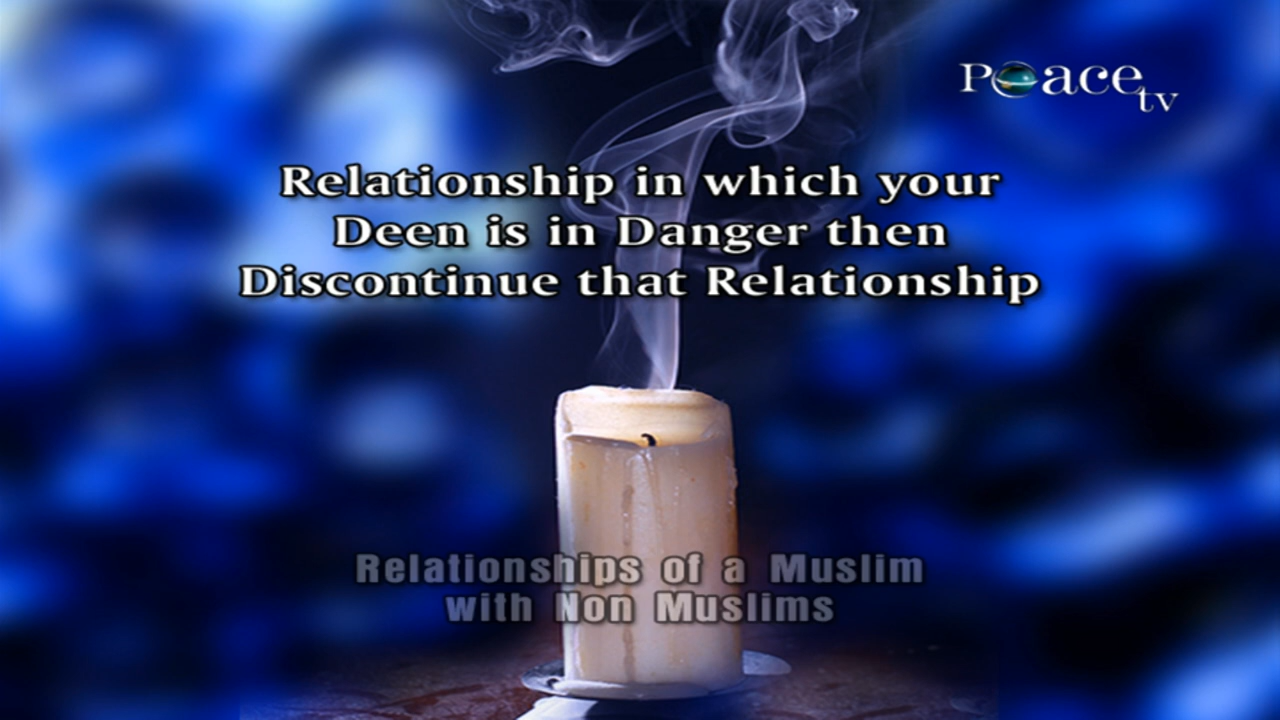 Peace tv
Relationship in which your
Deen is in Danger then
Discontinue that Relationship
Relationships of a Muslim
with Non Muslims